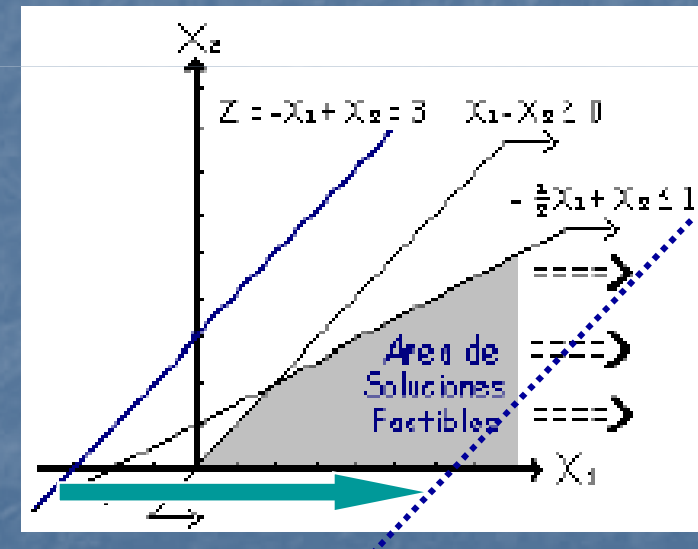 X₂
Z = -X₁ + X₂ = 3
X₁ - X₂ ≥ 0
- ½X₁ + X₂ ≤ 1
Area de
Soluciones
Factibles
X₁